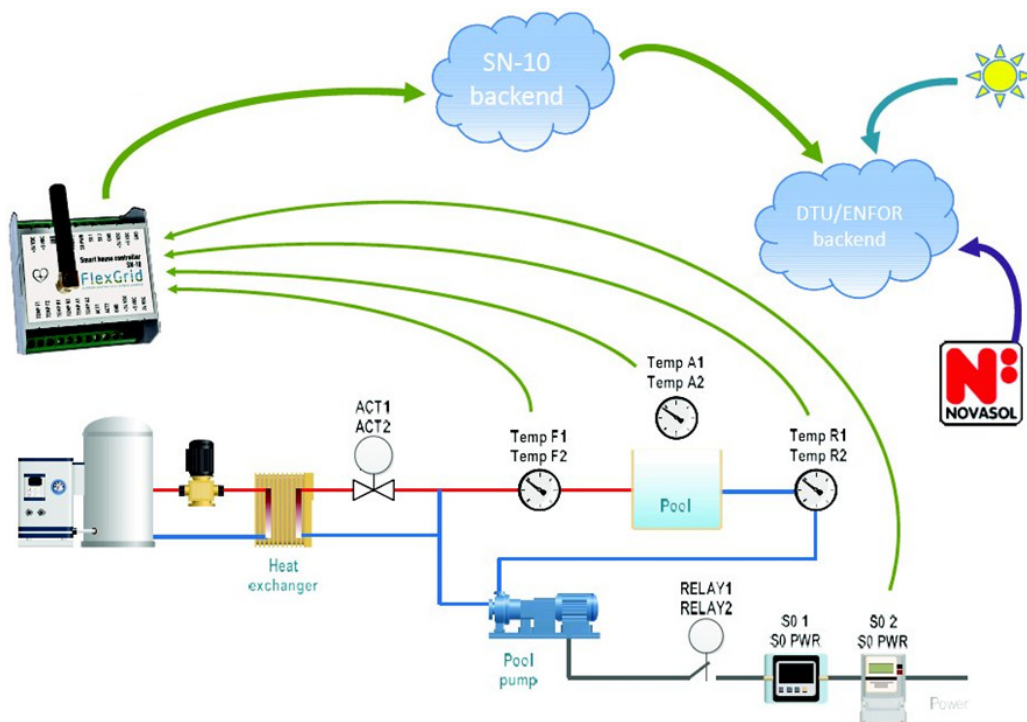 SN-10
backend
DTU/ENFOR
backend
Smart house controller
SN-10
FlexGrid
NOVASOL
Temp A1
Temp A2
ACT1
ACT2
Temp F1
Temp F2
Temp R1
Temp R2
Pool
Heat
exchanger
RELAY1
RELAY2
S0 1
S0 PWR
S0 2
S0 PWR
Pool
pump
Power